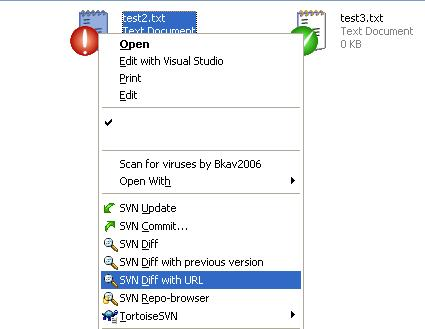 test2.txt
Text Document
test3.txt
Text Document
0 KB
Open
Edit with Visual Studio
Print
Edit
Scan for viruses by Bkav2006
Open With
SVN Update
SVN Commit...
SVN Diff
SVN Diff with previous version
SVN Diff with URL
SVN Repo-browser
TortoiseSVN